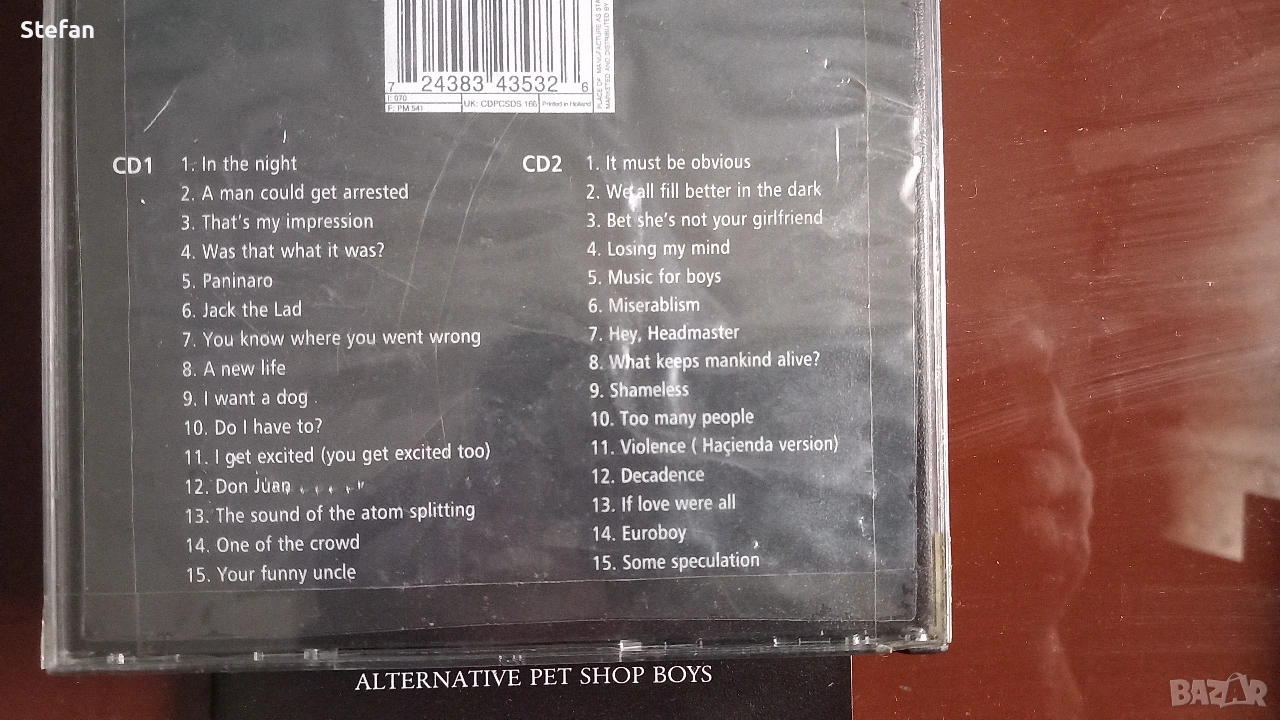 Stefan
7 24383 43532 6
I: 070
F: PM 541
UK: CDPCSDS 166
Printed in Holland
CD1
1. In the night
2. A man could get arrested
3. That's my impression
4. Was that what it was?
5. Paninaro
6. Jack the Lad
7. You know where you went wrong
8. A new life
9. I want a dog
10. Do I have to?
11. I get excited (you get excited too)
12. Don Juan
13. The sound of the atom splitting
14. One of the crowd
15. Your funny uncle
CD2
1. It must be obvious
2. We all fill better in the dark
3. Bet she's not your girlfriend
4. Losing my mind
5. Music for boys
6. Miserablism
7. Hey, Headmaster
8. What keeps mankind alive?
9. Shameless
10. Too many people
11. Violence ( Haçienda version)
12. Decadence
13. If love were all
14. Euroboy
15. Some speculation
ALTERNATIVE PET SHOP BOYS
BAZAR